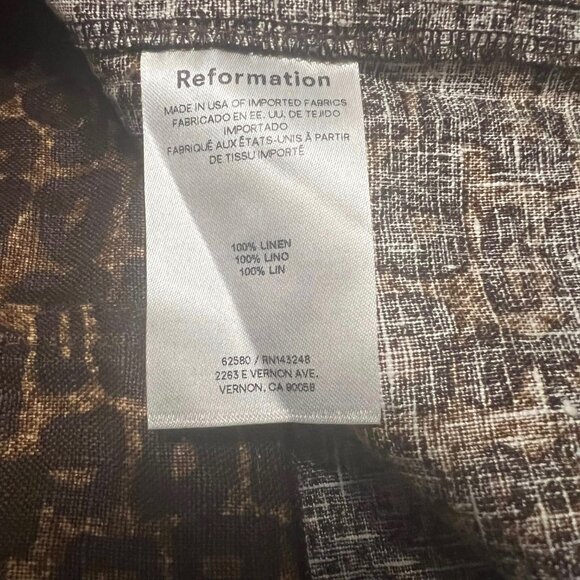 Reformation
MADE IN USA OF IMPORTED FABRICS
FABRICADO EN EE. UU. DE TEJIDO
IMPORTADO
FABRIQUÉ AUX ÉTATS-UNIS À PARTIR
DE TISSU IMPORTÉ
100% LINEN
100% LINO
100% LIN
62580 / RN143248
2263 E VERNON AVE.
VERNON, CA 90058